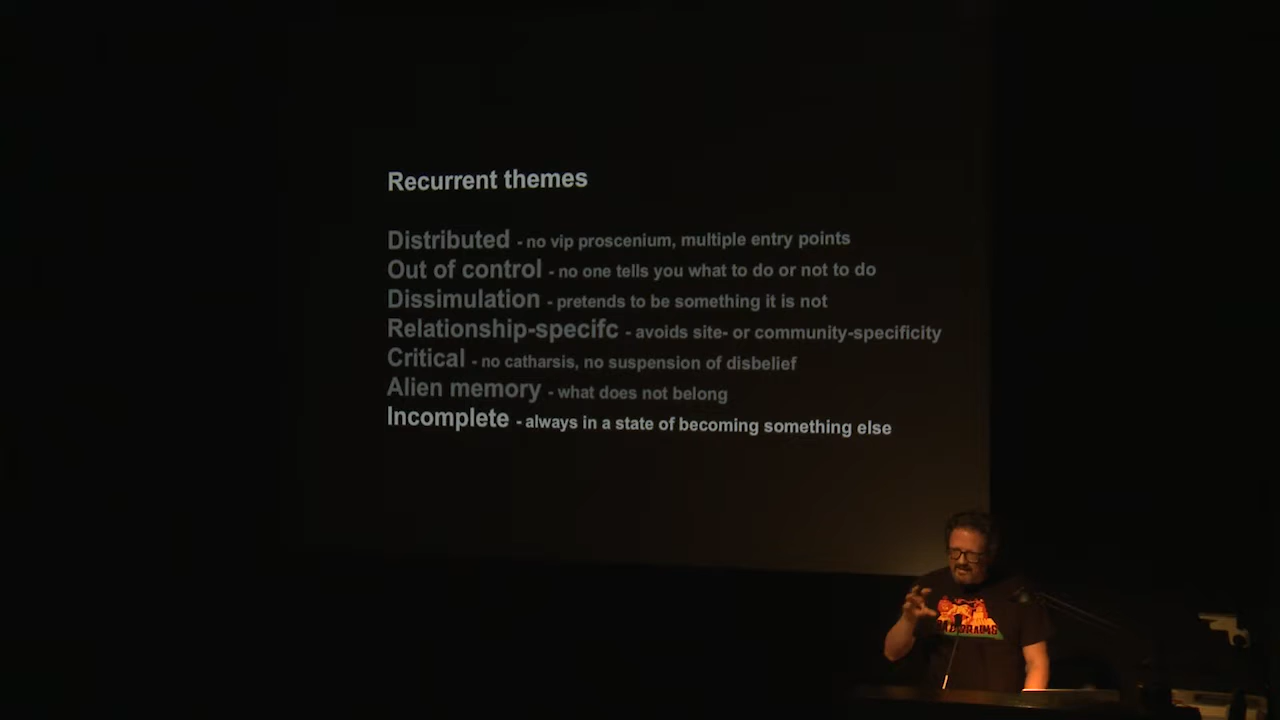 Recurrent themes
Distributed - no vip proscenium, multiple entry points
Out of control - no one tells you what to do or not to do
Dissimulation - pretends to be something it is not
Relationship-specifc - avoids site- or community-specificity
Critical - no catharsis, no suspension of disbelief
Alien memory - what does not belong
Incomplete - always in a state of becoming something else